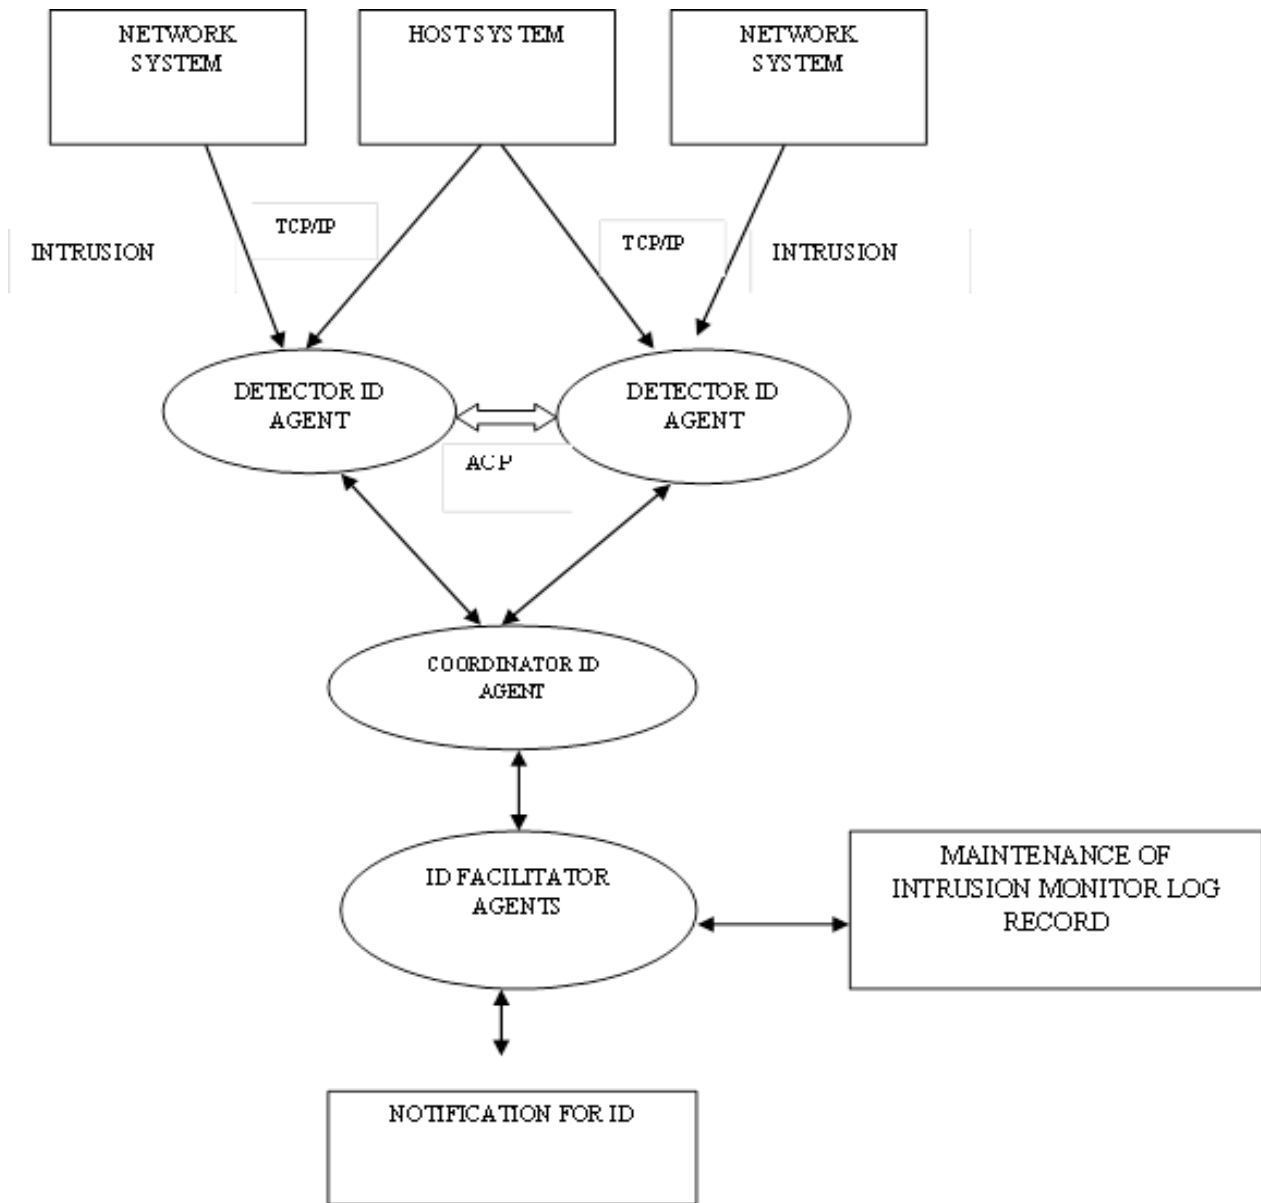 NETWORK
SYSTEM
HOST SYSTEM
NETWORK
SYSTEM
INTRUSION
TCP/IP
TCP/IP
INTRUSION
DETECTOR ID
AGENT
DETECTOR ID
AGENT
ACP
COORDINATOR ID
AGENT
ID FACILITATOR
AGENTS
MAINTENANCE OF
INTRUSION MONITOR LOG
RECORD
NOTIFICATION FOR ID